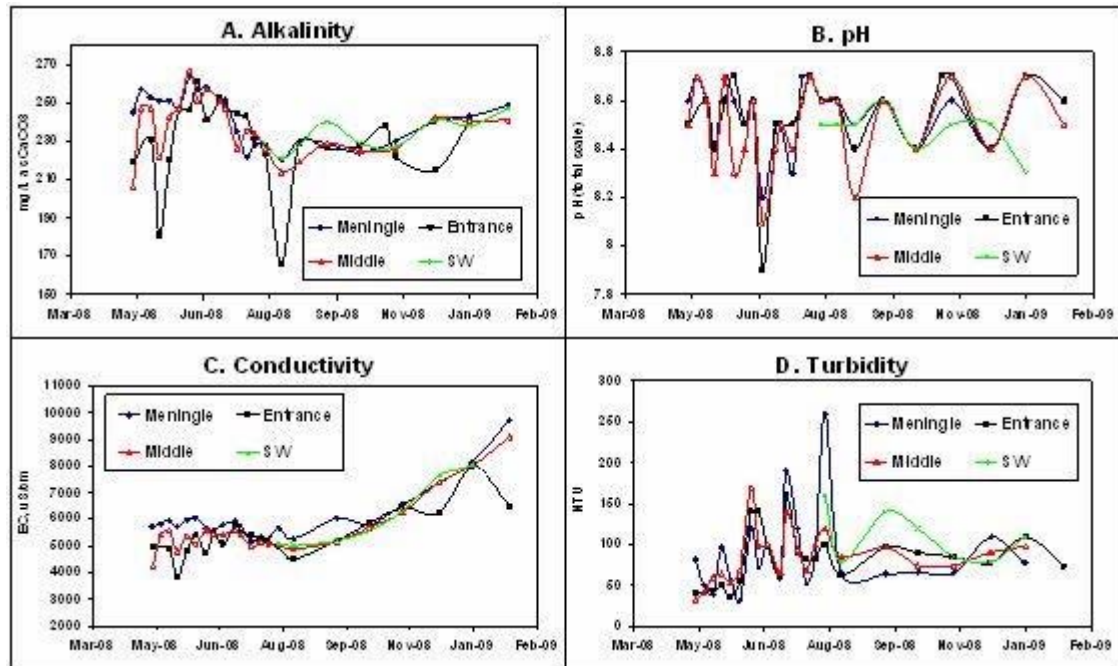 A. Alkalinity
mg/L as CaCO3
270
250
230
210
190
170
150
Meningie
Entrance
Middle
SW
Mar-08
May-08
Jun-08
Aug-08
Sep-08
Nov-08
Jan-09
Feb-09
B. pH
pH (total scale)
8.8
8.6
8.4
8.2
8
7.8
Meningle
Entrance
Middle
SW
Mar-08
May-08
Jun-08
Aug-08
Sep-08
Nov-08
Jan-09
Feb-09
C. Conductivity
EC, uS/cm
11000
10000
9000
8000
7000
6000
5000
4000
3000
2000
Meningle
Entrance
Middle
SW
Mar-08
May-08
Jun-08
Aug-08
Sep-08
Nov-08
Jan-09
Feb-09
D. Turbidity
NTU
300
250
200
150
100
50
0
Meningle
Entrance
Middle
SW
Mar-08
May-08
Jun-08
Aug-08
Sep-08
Nov-08
Jan-09
Feb-09